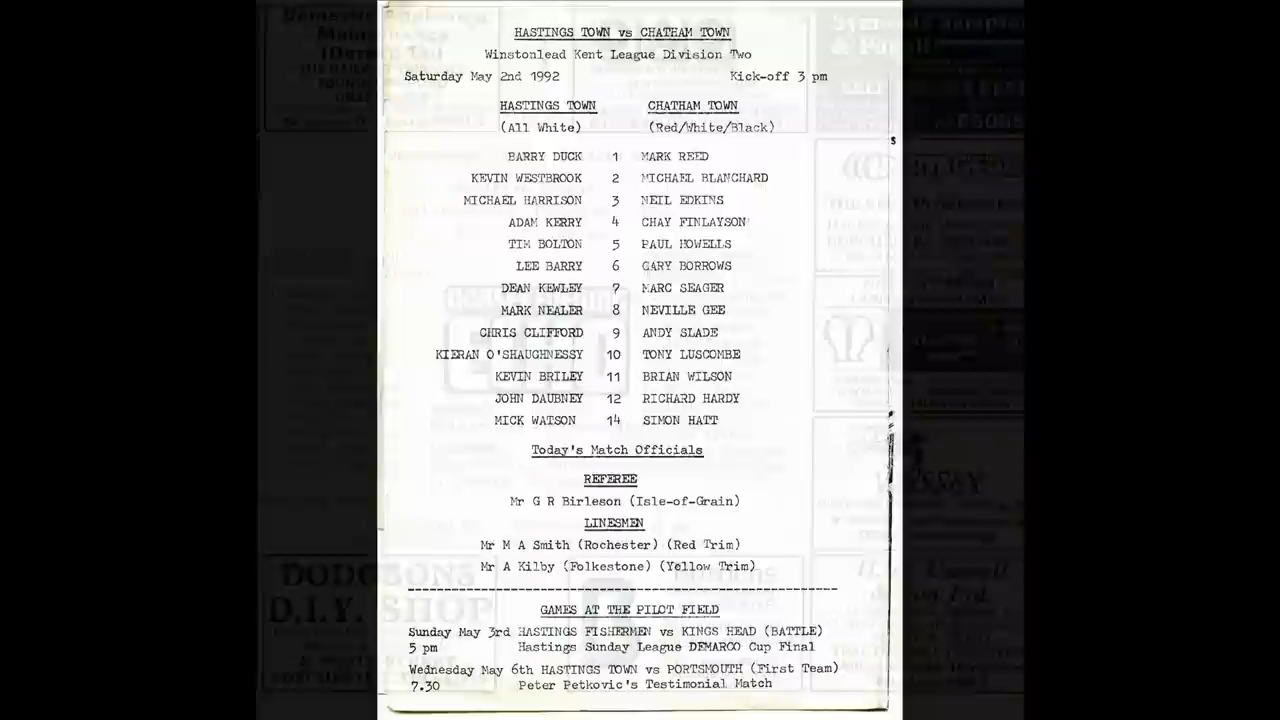 HASTINGS TOWN vs CHATHAM TOWN
Winstonlead Kent League Division Two
Saturday May 2nd 1992 Kick-off 3 pm
HASTINGS TOWN CHATHAM TOWN
(All White) (Red/White/Black)
BARRY DUCK 1 MARK REED
KEVIN WESTBROOK 2 MICHAEL BLANCHARD
MICHAEL HARRISON 3 NEIL EDKINS
ADAM KERRY 4 CHAY FINLAYSON
TIM BOLTON 5 PAUL HOWELLS
LEE BARRY 6 GARY BORROWS
DEAN KEWLEY 7 MARC SEAGER
MARK NEALER 8 NEVILLE GEE
CHRIS CLIFFORD 9 ANDY SLADE
KIERAN O'SHAUGHNESSY 10 TONY LUSCOMBE
KEVIN BRILEY 11 BRIAN WILSON
JOHN DAUBNEY 12 RICHARD HARDY
MICK WATSON 14 SIMON HATT
Today's Match Officials
REFEREE
Mr G R Birleson (Isle-of-Grain)
LINESMEN
Mr M A Smith (Rochester) (Red Trim)
Mr A Kilby (Folkestone) (Yellow Trim)
GAMES AT THE PILOT FIELD
Sunday May 3rd HASTINGS FISHERMEN vs KINGS HEAD (BATTLE)
5 pm Hastings Sunday League DEMARCO Cup Final
Wednesday May 6th HASTINGS TOWN vs PORTSMOUTH (First Team)
7.30 Peter Petkovic's Testimonial Match
DODGSONS
D.I.Y. SHOP